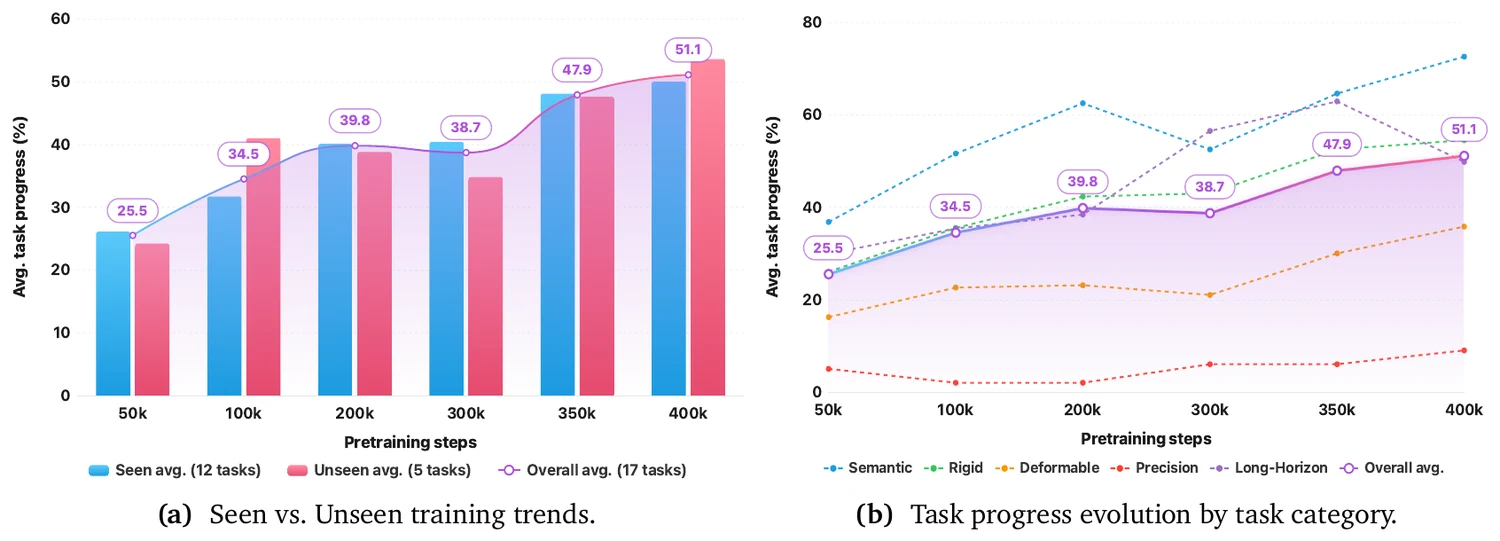 60
50
40
30
20
10
0
Avg. task progress (%)
25.5
34.5
39.8
38.7
47.9
51.1
50k 100k 200k 300k 350k 400k
Pretraining steps
Seen avg. (12 tasks) Unseen avg. (5 tasks) Overall avg. (17 tasks)
(a) Seen vs. Unseen training trends.
80
60
40
20
0
Avg. task progress (%)
25.5
34.5
39.8
38.7
47.9
51.1
50k 100k 200k 300k 350k 400k
Pretraining steps
Semantic Rigid Deformable Precision Long-Horizon Overall avg.
(b) Task progress evolution by task category.